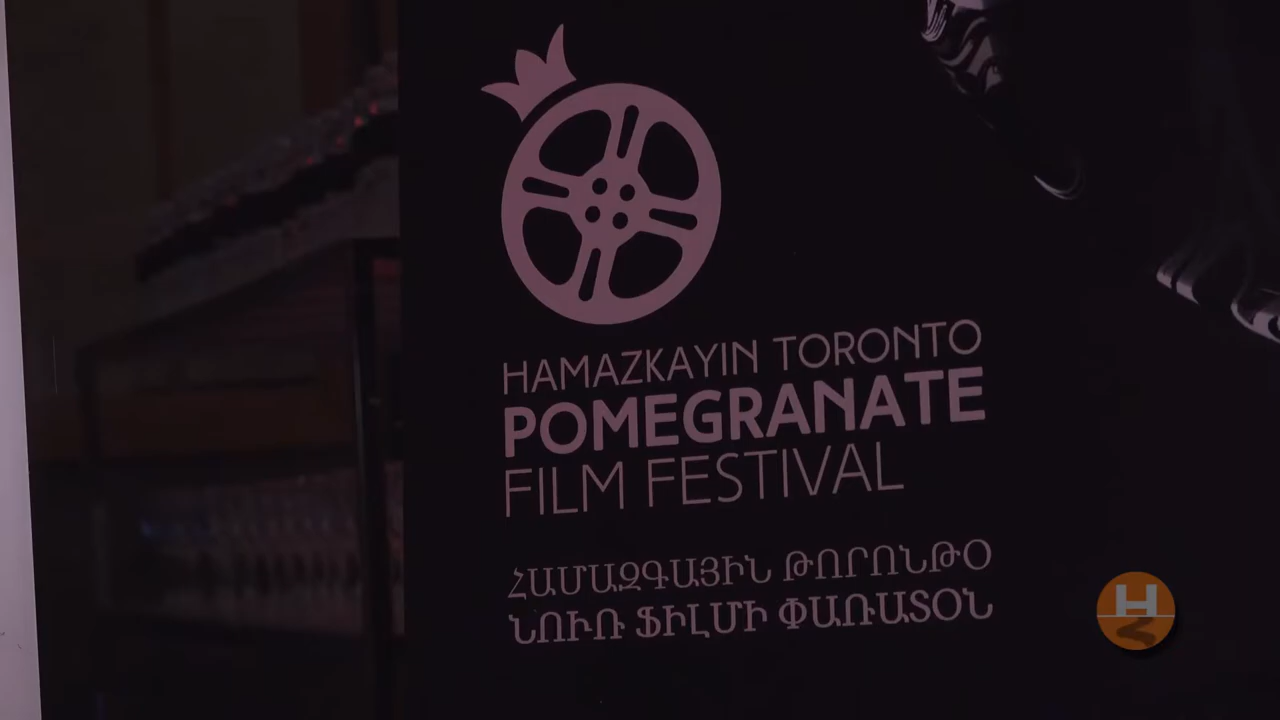 HAMAZKAYIN TORONTO
POMEGRANATE
FILM FESTIVAL
ՀԱՄԱԶԳԱՅԻՆ ԹՈՐՈՆԹՕ
ՆՈՒՌ ՖԻԼՄԻ ՓԱՌԱՏՕՆ
H